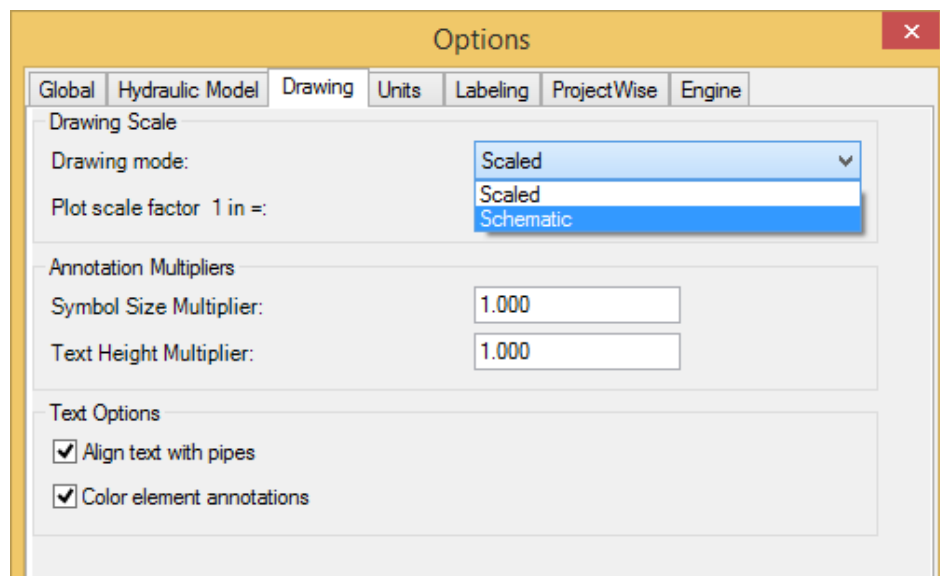 Options
Global Hydraulic Model Drawing Units Labeling ProjectWise Engine
Drawing Scale
Drawing mode: Scaled
Scaled
Plot scale factor 1 in =:
Schematic
Annotation Multipliers
Symbol Size Multiplier: 1.000
Text Height Multiplier: 1.000
Text Options
Align text with pipes
Color element annotations